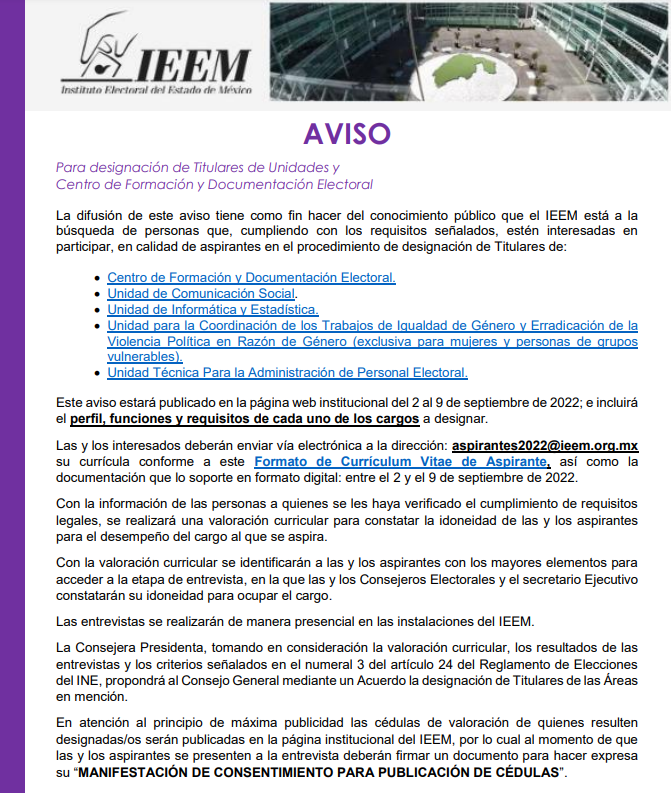 IEEM
Instituto Electoral del Estado de México
AVISO
Para designación de Titulares de Unidades y
Centro de Formación y Documentación Electoral
La difusión de este aviso tiene como fin hacer del conocimiento público que el IEEM está a la
búsqueda de personas que, cumpliendo con los requisitos señalados, estén interesadas en
participar, en calidad de aspirantes en el procedimiento de designación de Titulares de:
• Centro de Formación y Documentación Electoral.
• Unidad de Comunicación Social.
• Unidad de Informática y Estadística.
• Unidad para la Coordinación de los Trabajos de Igualdad de Género y Erradicación de la
Violencia Política en Razón de Género (exclusiva para mujeres y personas de grupos
vulnerables).
• Unidad Técnica Para la Administración de Personal Electoral.
Este aviso estará publicado en la página web institucional del 2 al 9 de septiembre de 2022; e incluirá
el perfil, funciones y requisitos de cada uno de los cargos a designar.
Las y los interesados deberán enviar vía electrónica a la dirección: aspirantes2022@ieem.org.mx
su currícula conforme a este Formato de Currículum Vitae de Aspirante, así como la
documentación que lo soporte en formato digital: entre el 2 y el 9 de septiembre de 2022.
Con la información de las personas a quienes se les haya verificado el cumplimiento de requisitos
legales, se realizará una valoración curricular para constatar la idoneidad de las y los aspirantes
para el desempeño del cargo al que se aspira.
Con la valoración curricular se identificarán a las y los aspirantes con los mayores elementos para
acceder a la etapa de entrevista, en la que las y los Consejeros Electorales y el secretario Ejecutivo
constatarán su idoneidad para ocupar el cargo.
Las entrevistas se realizarán de manera presencial en las instalaciones del IEEM.
La Consejera Presidenta, tomando en consideración la valoración curricular, los resultados de las
entrevistas y los criterios señalados en el numeral 3 del artículo 24 del Reglamento de Elecciones
del INE, propondrá al Consejo General mediante un Acuerdo la designación de Titulares de las Áreas
en mención.
En atención al principio de máxima publicidad las cédulas de valoración de quienes resulten
designadas/os serán publicadas en la página institucional del IEEM, por lo cual al momento de que
las y los aspirantes se presenten a la entrevista deberán firmar un documento para hacer expresa
su “MANIFESTACIÓN DE CONSENTIMIENTO PARA PUBLICACIÓN DE CÉDULAS”.